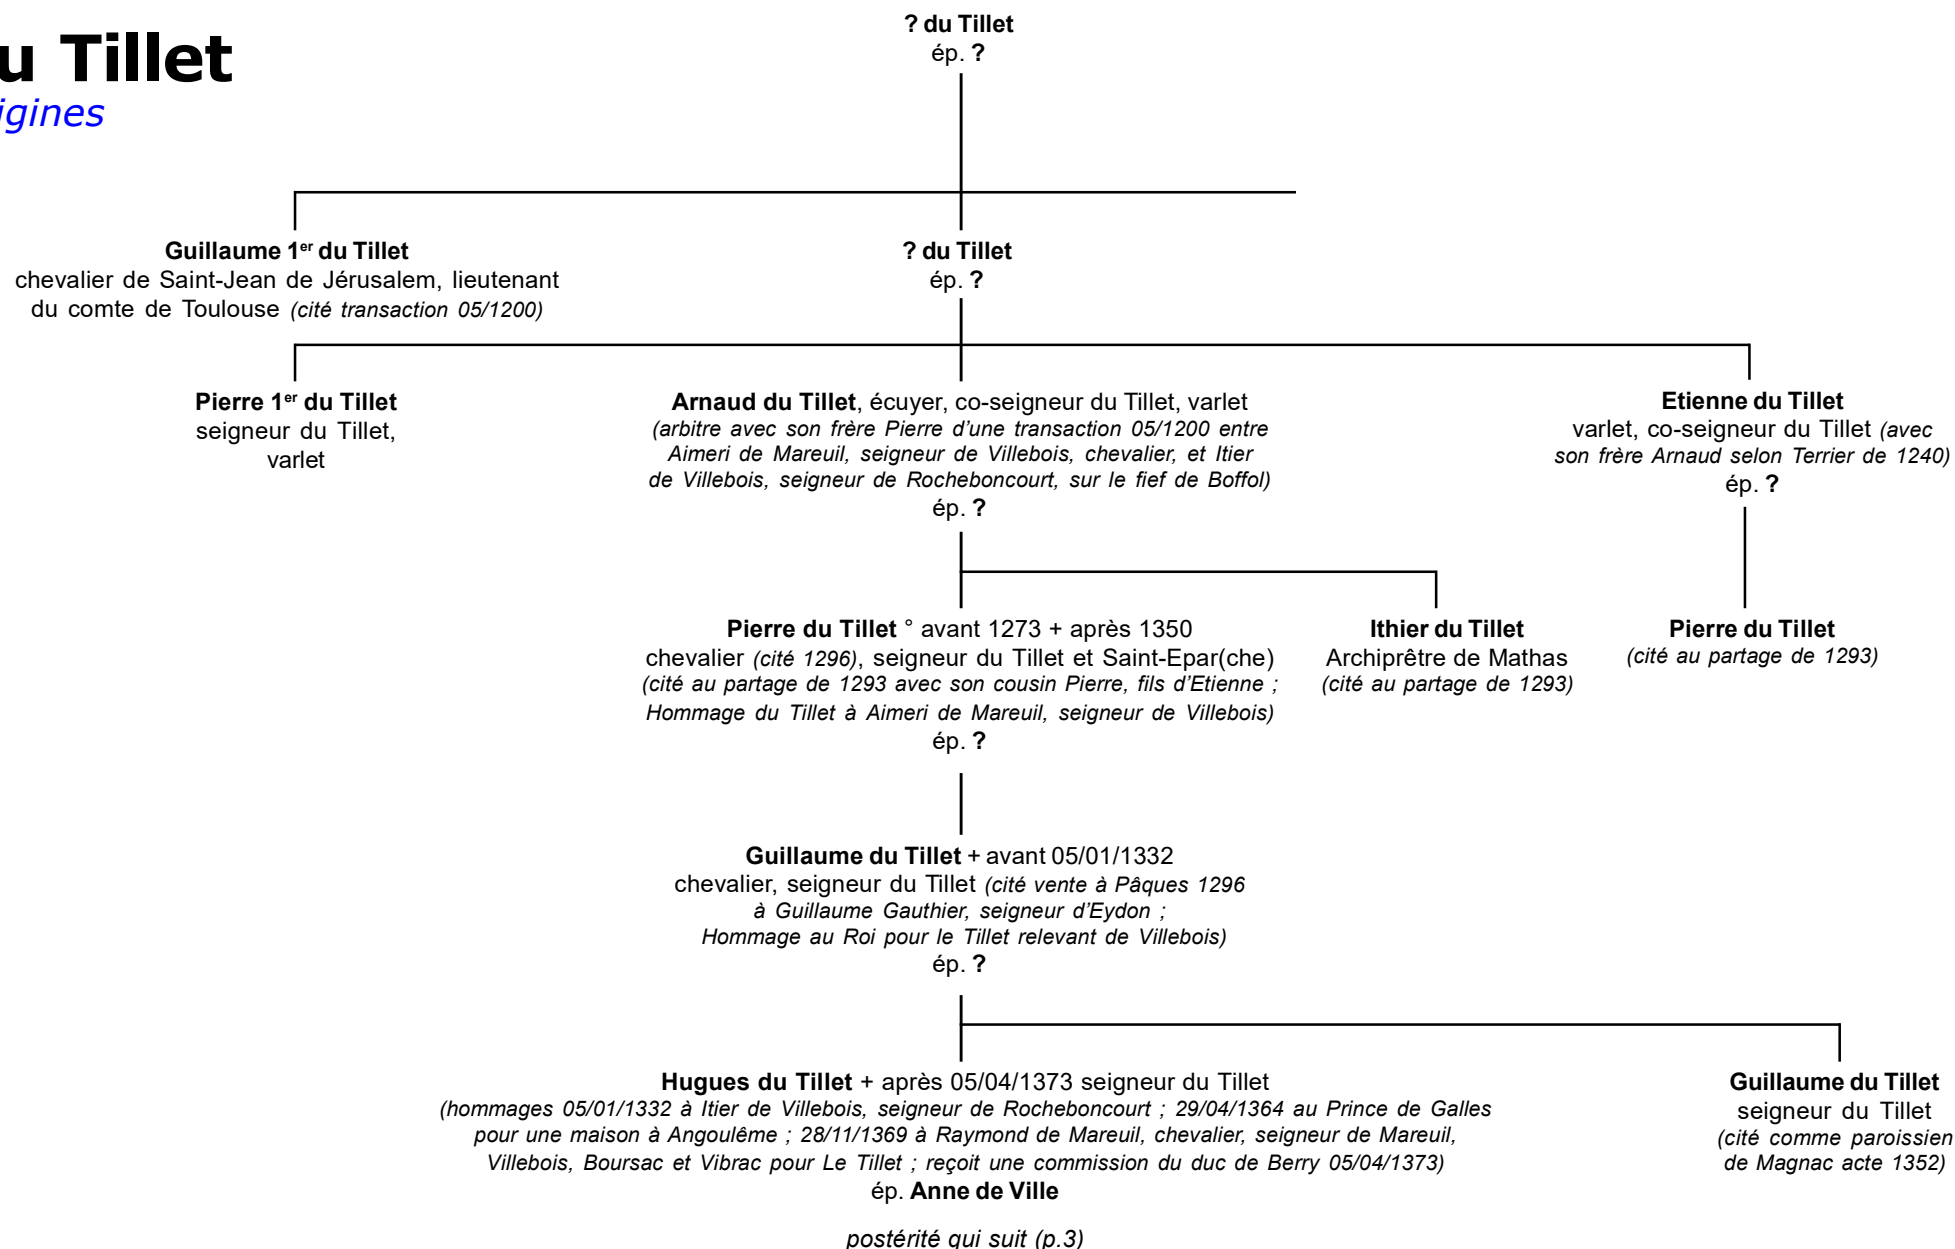 u Tillet
igines
? du Tillet
ép. ?
Guillaume 1er du Tillet
chevalier de Saint-Jean de Jérusalem, lieutenant
du comte de Toulouse (cité transaction 05/1200)
? du Tillet
ép. ?
Pierre 1er du Tillet
seigneur du Tillet,
varlet
Arnaud du Tillet, écuyer, co-seigneur du Tillet, varlet
(arbitre avec son frère Pierre d’une transaction 05/1200 entre
Aimeri de Mareuil, seigneur de Villebois, chevalier, et Itier
de Villebois, seigneur de Rocheboncourt, sur le fief de Boffol)
ép. ?
Etienne du Tillet
varlet, co-seigneur du Tillet (avec
son frère Arnaud selon Terrier de 1240)
ép. ?
Pierre du Tillet ° avant 1273 + après 1350
chevalier (cité 1296), seigneur du Tillet et Saint-Epar(che)
(cité au partage de 1293 avec son cousin Pierre, fils d’Etienne ;
Hommage du Tillet à Aimeri de Mareuil, seigneur de Villebois)
ép. ?
Ithier du Tillet
Archiprêtre de Mathas
(cité au partage de 1293)
Pierre du Tillet
(cité au partage de 1293)
Guillaume du Tillet + avant 05/01/1332
chevalier, seigneur du Tillet (cité vente à Pâques 1296
à Guillaume Gauthier, seigneur d’Eydon ;
Hommage au Roi pour le Tillet relevant de Villebois)
ép. ?
Hugues du Tillet + après 05/04/1373 seigneur du Tillet
(hommages 05/01/1332 à Itier de Villebois, seigneur de Rocheboncourt ; 29/04/1364 au Prince de Galles
pour une maison à Angoulême ; 28/11/1369 à Raymond de Mareuil, chevalier, seigneur de Mareuil,
Villebois, Boursac et Vibrac pour Le Tillet ; reçoit une commission du duc de Berry 05/04/1373)
ép. Anne de Ville
postérité qui suit (p.3)
Guillaume du Tillet
seigneur du Tillet
(cité comme paroissien
de Magnac acte 1352)